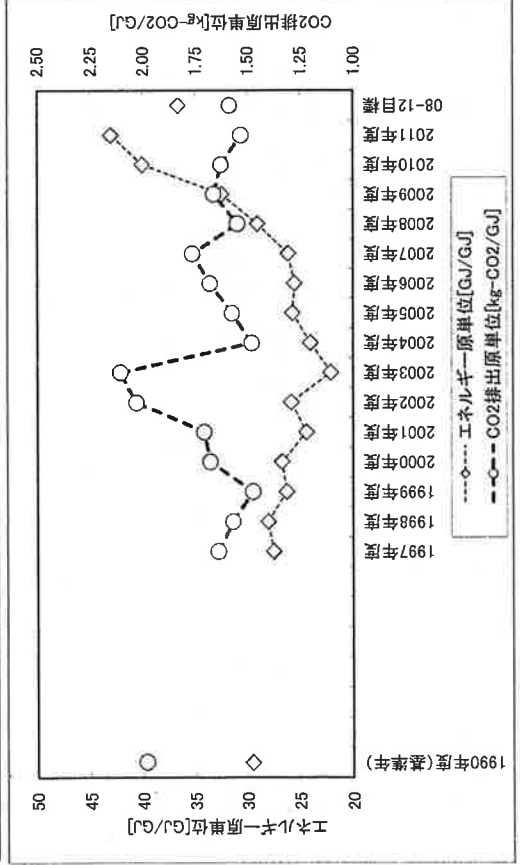 エネルギー原単位[GJ/GJ]
50
45
40
35
30
25
20
CO2排出原単位[kg-CO2/GJ]
2.50
2.25
2.00
1.75
1.50
1.25
1.00
1990年度(基準年)
1997年度
1998年度
1999年度
2000年度
2001年度
2002年度
2003年度
2004年度
2005年度
2006年度
2007年度
2008年度
2009年度
2010年度
2011年度
08-12目標
エネルギー原単位[GJ/GJ]
CO2排出原単位[kg-CO2/GJ]